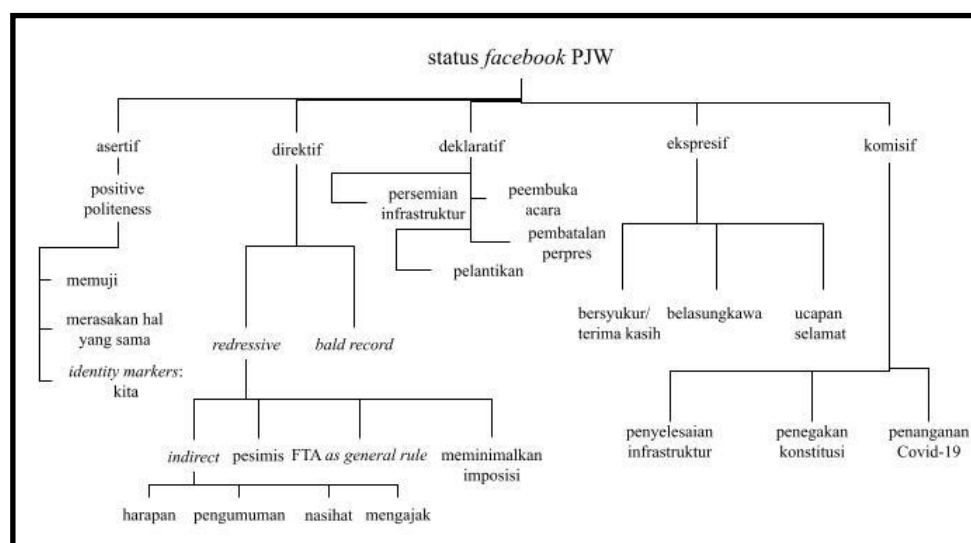 status facebook PJW
asertif
direktif
deklaratif
ekspresif
komisif
positive
politeness
persemian
infrastruktur
peembuka
acara
pembatalan
perpres
pelantikan
memuji
merasakan hal
yang sama
identity markers:
kita
redressive
bald record
bersyukur/
terima kasih
belasungkawa
ucapan
selamat
indirect
pesimis
FTA as general rule
meminimalkan
imposisi
penyelesaian
infrastruktur
penegakan
konstitusi
penanganan
Covid-19
harapan
pengumuman
nasihat
mengajak